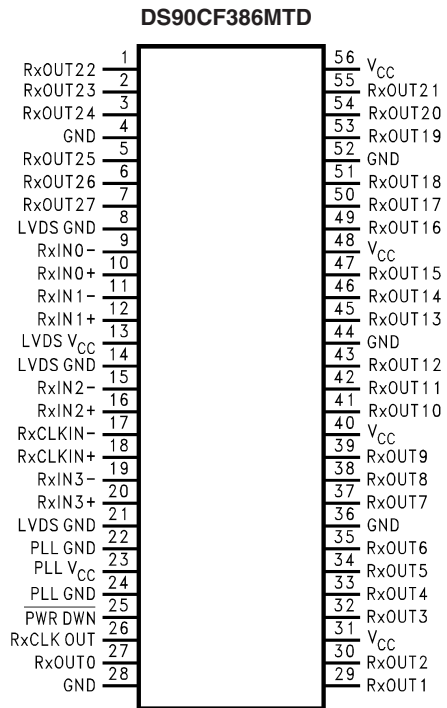 DS90CF386MTD
RxOUT22 1
RxOUT23 2
RxOUT24 3
GND 4
RxOUT25 5
RxOUT26 6
RxOUT27 7
LVDS GND 8
RxIN0- 9
RxIN0+ 10
RxIN1- 11
RxIN1+ 12
LVDS VCC 13
LVDS GND 14
RxIN2- 15
RxIN2+ 16
RxCLKIN- 17
RxCLKIN+ 18
RxIN3- 19
RxIN3+ 20
LVDS GND 21
PLL GND 22
PLL VCC 23
PLL GND 24
PWR DWN 25
RxCLK OUT 26
RxOUT0 27
GND 28
56 VCC
55 RxOUT21
54 RxOUT20
53 RxOUT19
52 GND
51 RxOUT18
50 RxOUT17
49 RxOUT16
48 VCC
47 RxOUT15
46 RxOUT14
45 RxOUT13
44 GND
43 RxOUT12
42 RxOUT11
41 RxOUT10
40 VCC
39 RxOUT9
38 RxOUT8
37 RxOUT7
36 GND
35 RxOUT6
34 RxOUT5
33 RxOUT4
32 RxOUT3
31 VCC
30 RxOUT2
29 RxOUT1